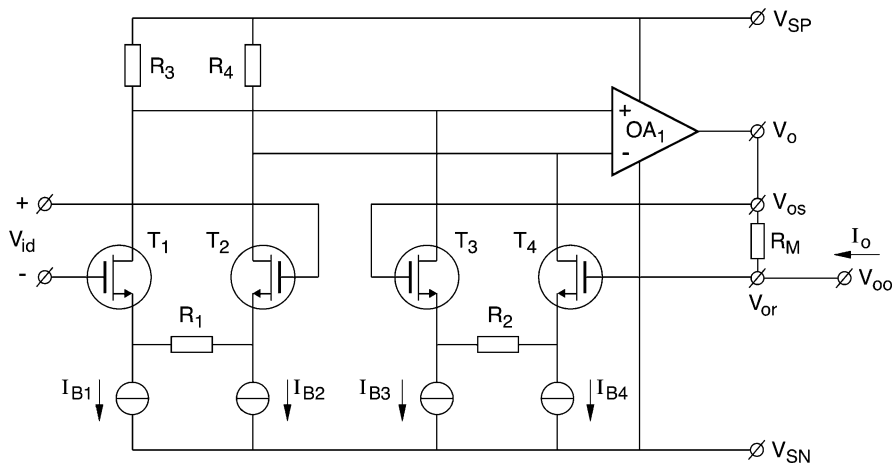 V_SP
R_3
R_4
+
OA_1
-
V_o
+
V_os
V_id
T_1
T_2
T_3
T_4
R_M
I_o
-
V_oo
V_or
R_1
R_2
I_B1
I_B2
I_B3
I_B4
V_SN